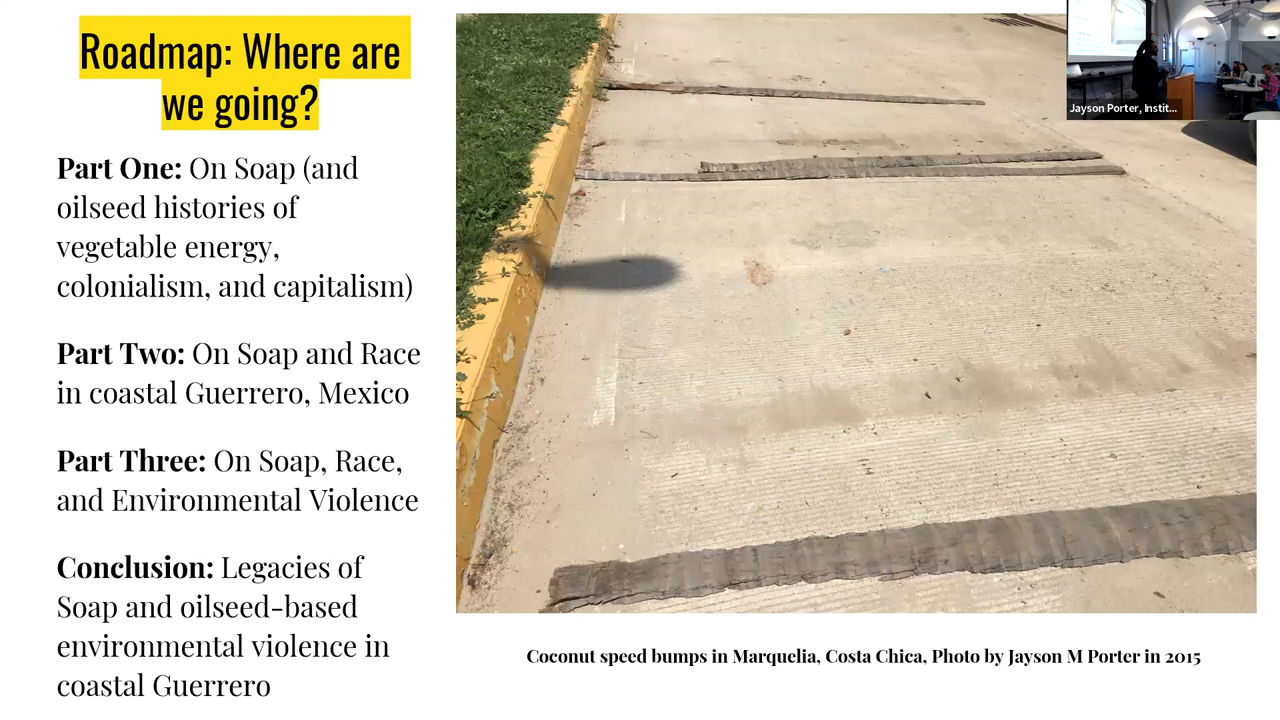 Roadmap: Where are
we going?
Part One: On Soap (and
oilseed histories of
vegetable energy,
colonialism, and capitalism)
Part Two: On Soap and Race
in coastal Guerrero, Mexico
Part Three: On Soap, Race,
and Environmental Violence
Conclusion: Legacies of
Soap and oilseed-based
environmental violence in
coastal Guerrero
Jayson Porter, Instit...
Coconut speed bumps in Marquelia, Costa Chica, Photo by Jayson M Porter in 2015